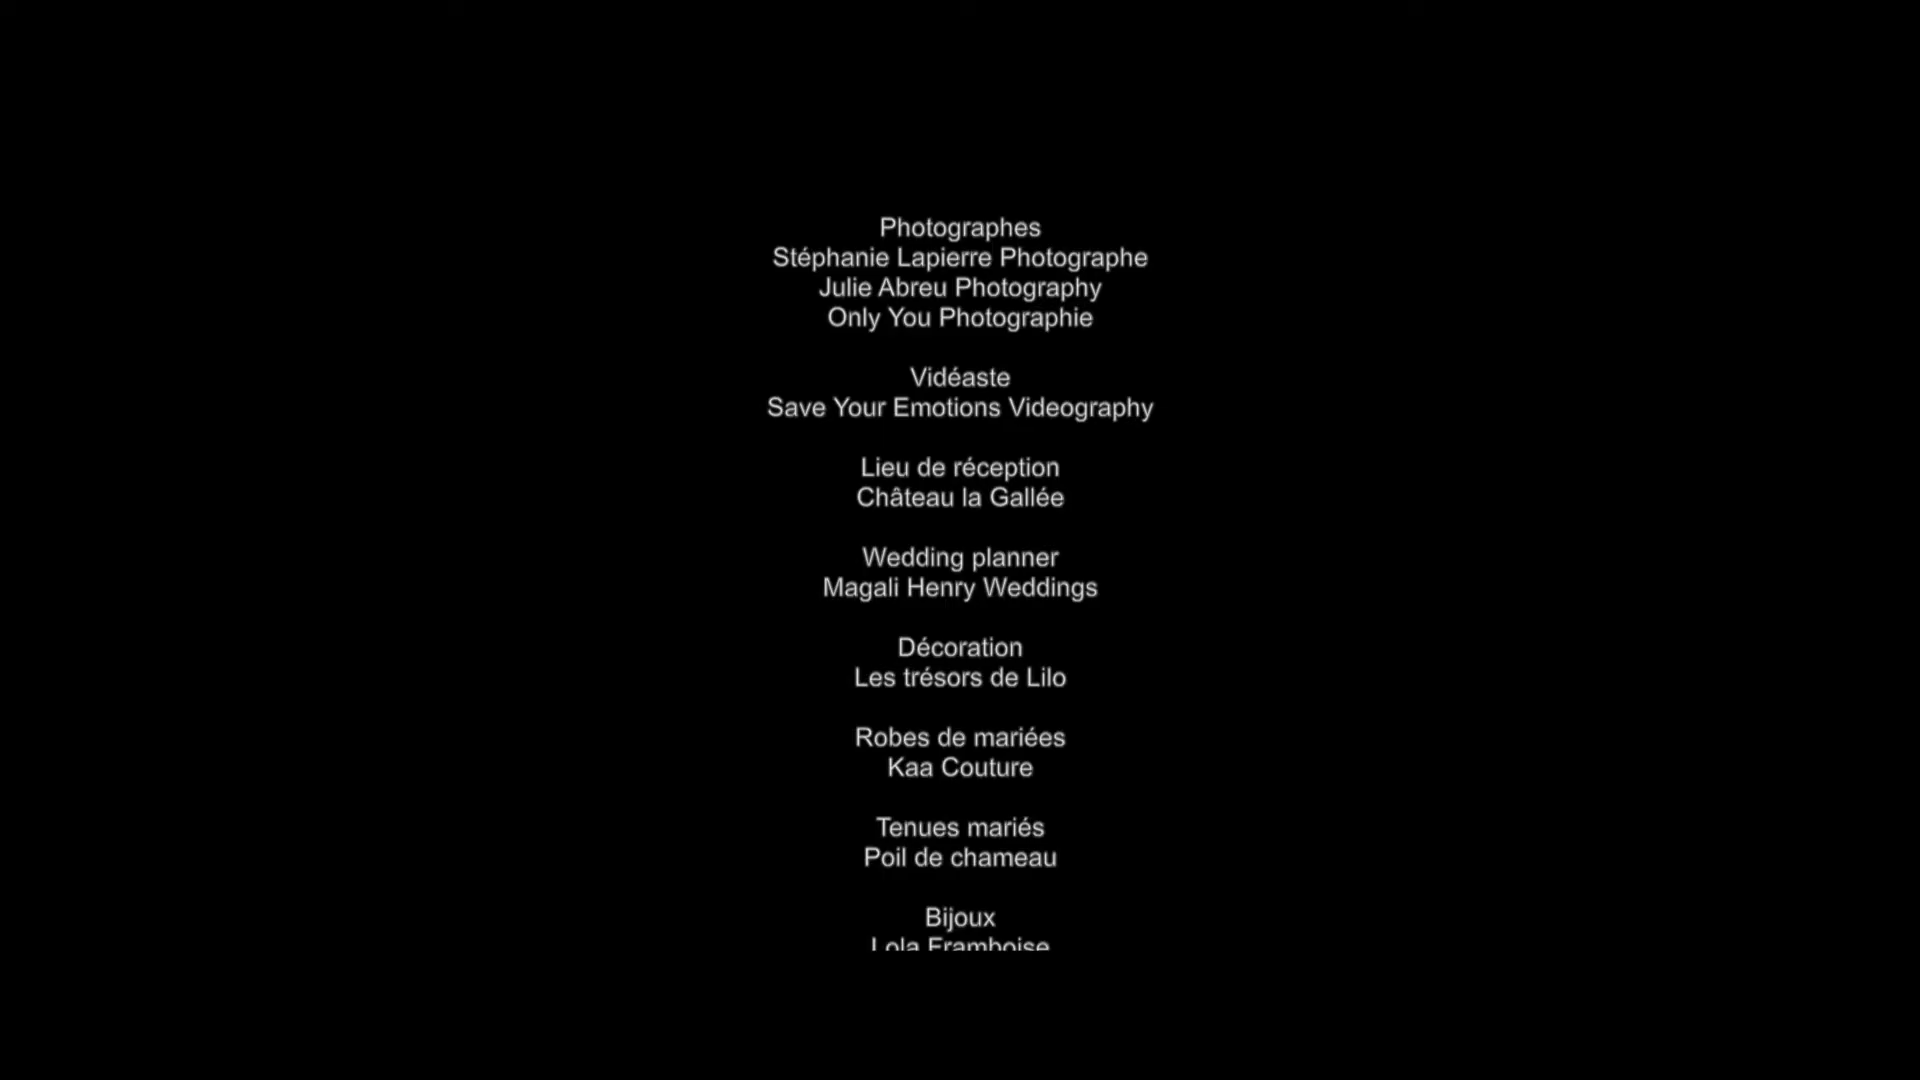 Photographes
Stéphanie Lapierre Photographe
Julie Abreu Photography
Only You Photographie
Vidéaste
Save Your Emotions Videography
Lieu de réception
Château la Gallée
Wedding planner
Magali Henry Weddings
Décoration
Les trésors de Lilo
Robes de mariées
Kaa Couture
Tenues mariés
Poil de chameau
Bijoux
Lola Framboise